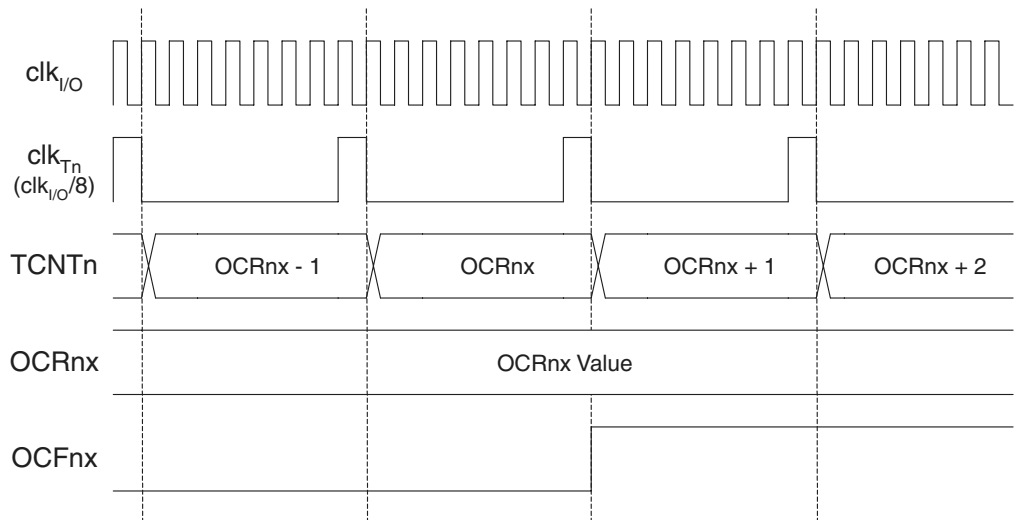 clkI/O
clkTn
(clkI/O/8)
TCNTn
OCRnx - 1
OCRnx
OCRnx + 1
OCRnx + 2
OCRnx
OCRnx Value
OCFnx